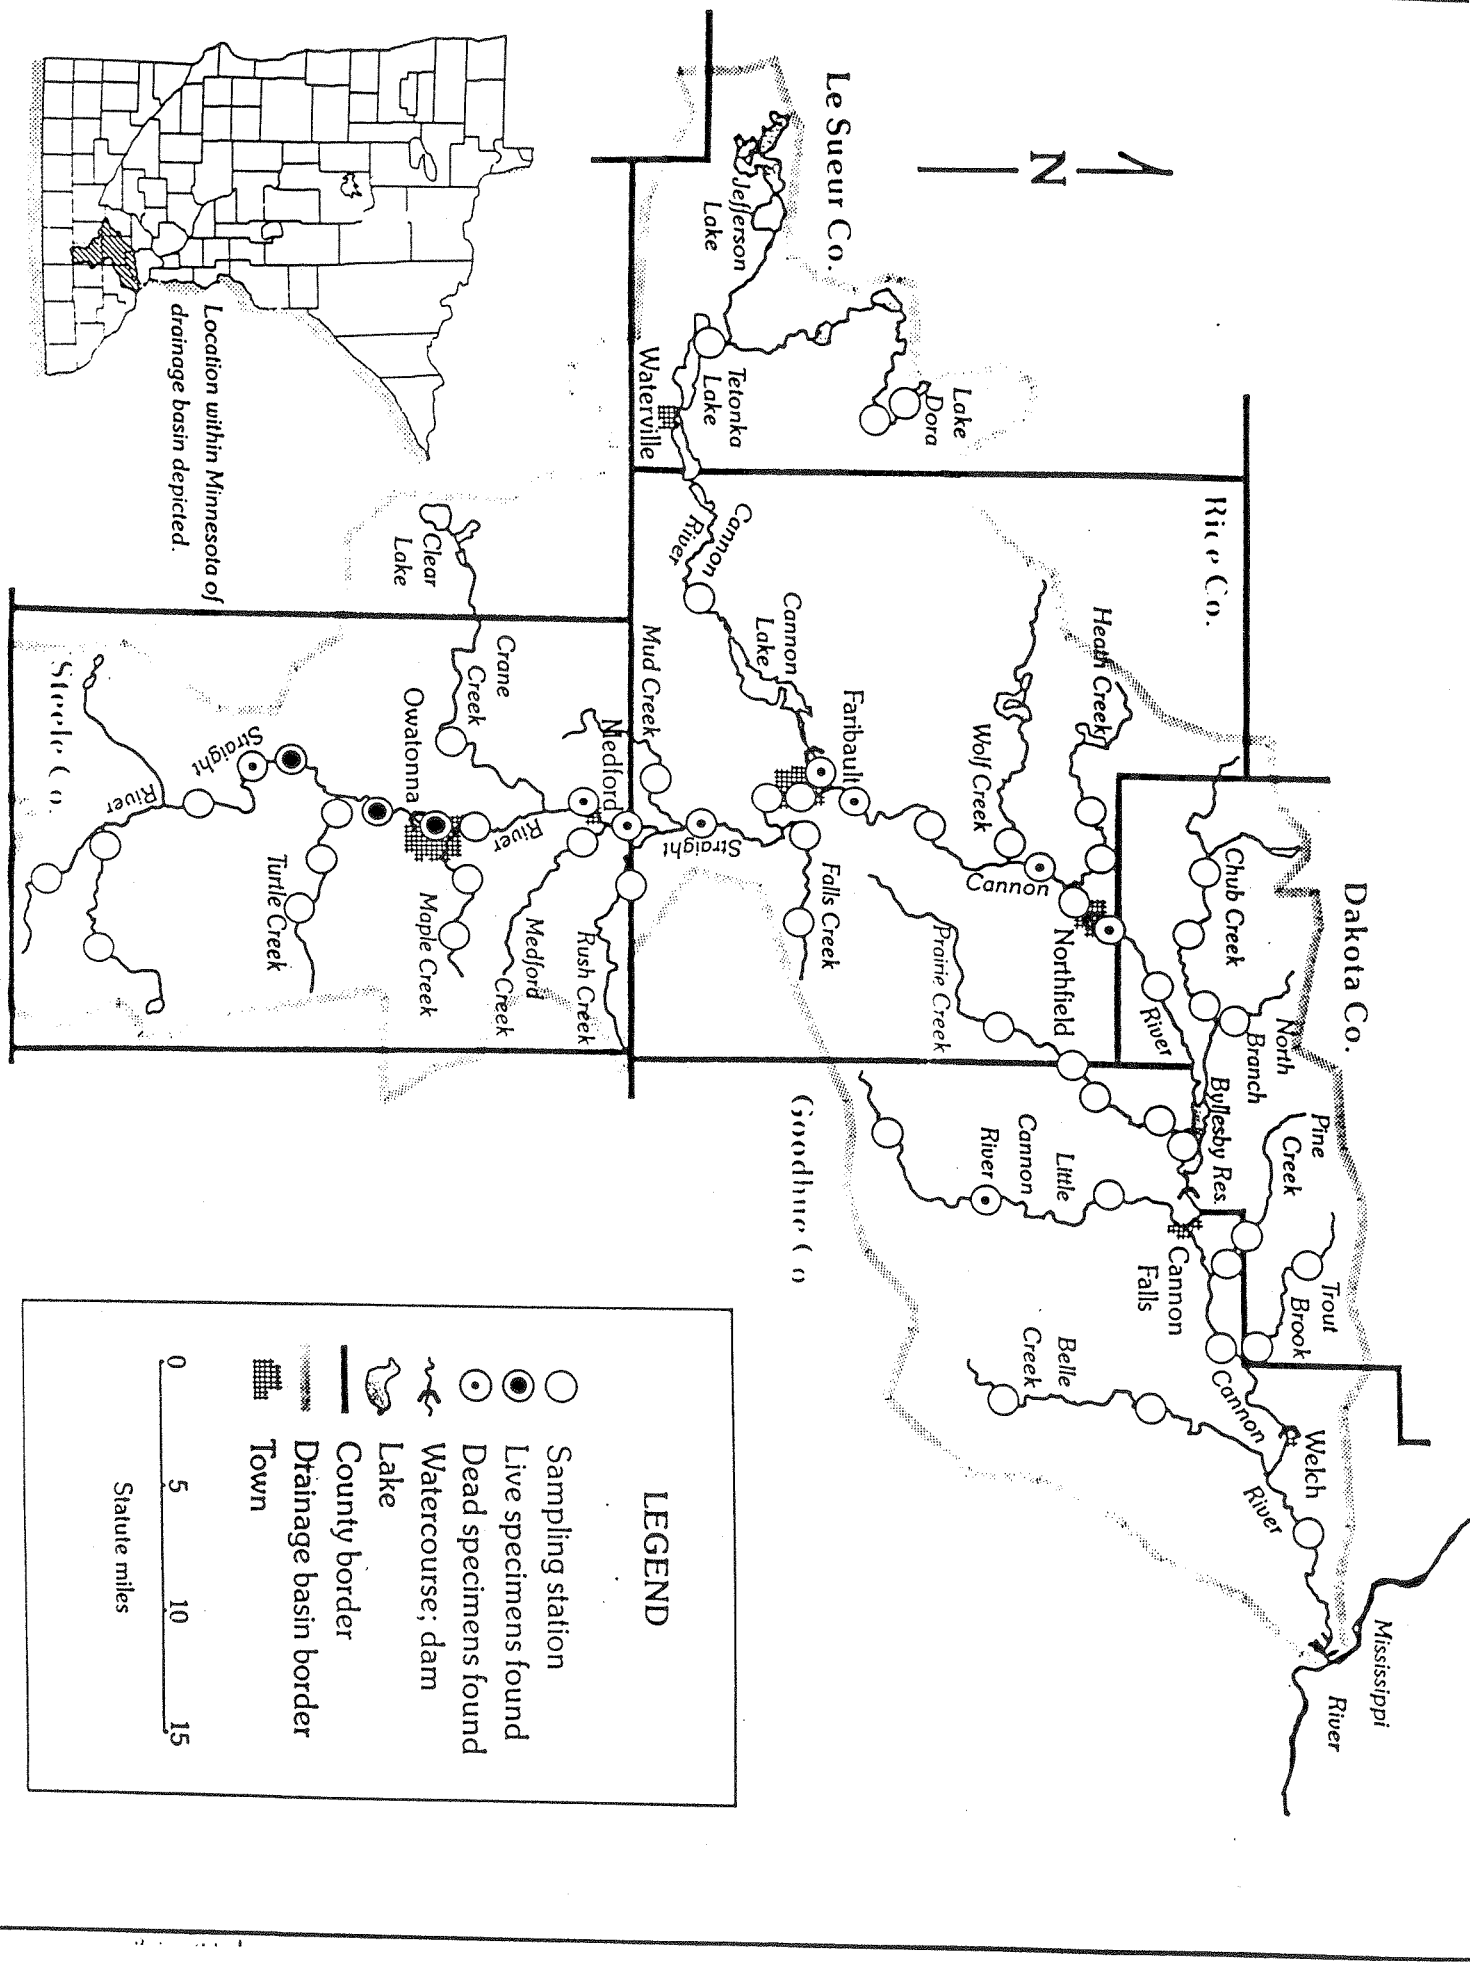 Le Sueur Co.
N
Jefferson
Lake
Tetonka
Lake
Waterville
Lake
Dora
Rice Co.
Cannon
River
Cannon
Lake
Faribault
Heath Creek
Wolf Creek
Cannon
Northfield
Prairie Creek
Falls Creek
Mud Creek
Straight
Dakota Co.
Chub Creek
North
Branch
River
Byllesby Res.
Pine
Creek
Trout
Brook
Cannon
Falls
Little
Cannon
River
Belle
Creek
Cannon
River
Welch
Mississippi
River
Goodhue Co
Clear
Lake
Crane
Creek
Medford
Owatonna
River
Rush Creek
Medford
Creek
Maple Creek
Turtle Creek
Straight
River
Steele Co.
Location within Minnesota of
drainage basin depicted.
LEGEND
Sampling station
Live specimens found
Dead specimens found
Watercourse; dam
Lake
County border
Drainage basin border
Town
0 5 10 15
Statute miles